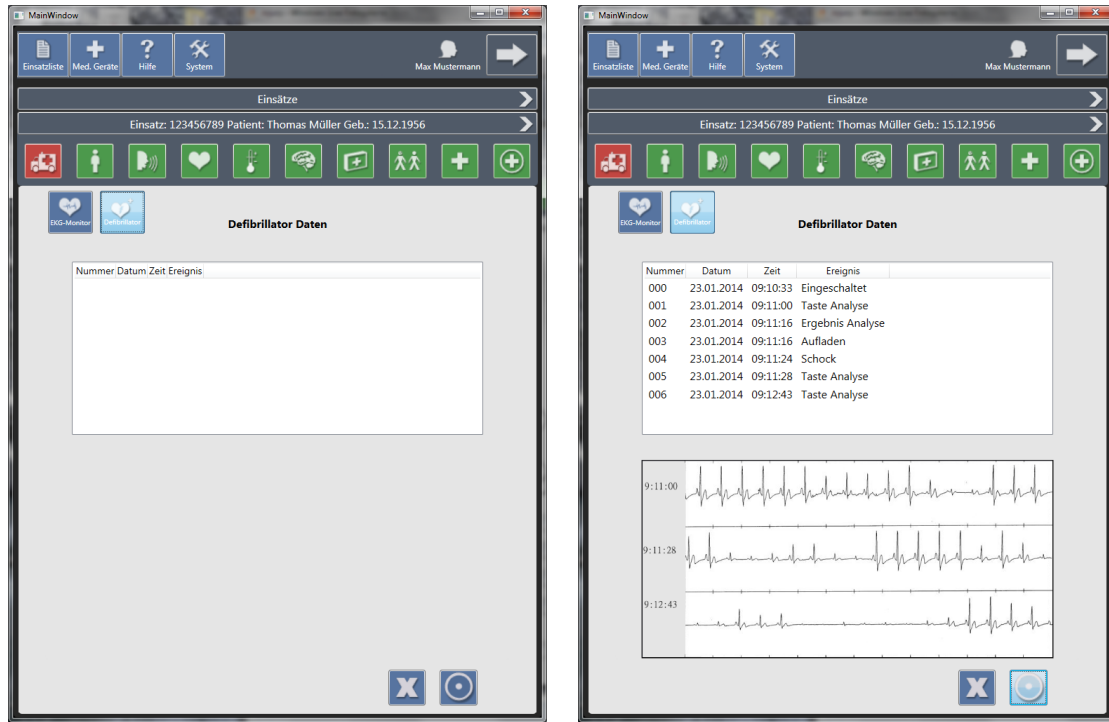 MainWindow
Einsatzliste Med. Geräte Hilfe System Max Mustermann
Einsätze
Einsatz: 123456789 Patient: Thomas Müller Geb.: 15.12.1956
EKG-Monitor Defibrillator
Defibrillator Daten
Nummer Datum Zeit Ereignis
MainWindow
Einsatzliste Med. Geräte Hilfe System Max Mustermann
Einsätze
Einsatz: 123456789 Patient: Thomas Müller Geb.: 15.12.1956
EKG-Monitor Defibrillator
Defibrillator Daten
Nummer Datum Zeit Ereignis
000 23.01.2014 09:10:33 Eingeschaltet
001 23.01.2014 09:11:00 Taste Analyse
002 23.01.2014 09:11:16 Ergebnis Analyse
003 23.01.2014 09:11:16 Aufladen
004 23.01.2014 09:11:24 Schock
005 23.01.2014 09:11:28 Taste Analyse
006 23.01.2014 09:12:43 Taste Analyse
9:11:00
9:11:28
9:12:43
X
X